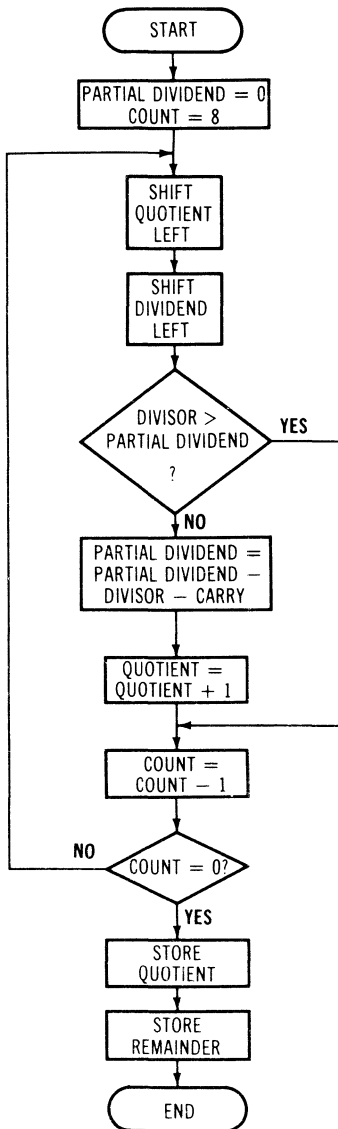 START
PARTIAL DIVIDEND = 0
COUNT = 8
SHIFT
QUOTIENT
LEFT
SHIFT
DIVIDEND
LEFT
DIVISOR >
PARTIAL DIVIDEND
?
YES
NO
PARTIAL DIVIDEND =
PARTIAL DIVIDEND −
DIVISOR − CARRY
QUOTIENT =
QUOTIENT + 1
COUNT =
COUNT − 1
NO
COUNT = 0?
YES
STORE
QUOTIENT
STORE
REMAINDER
END